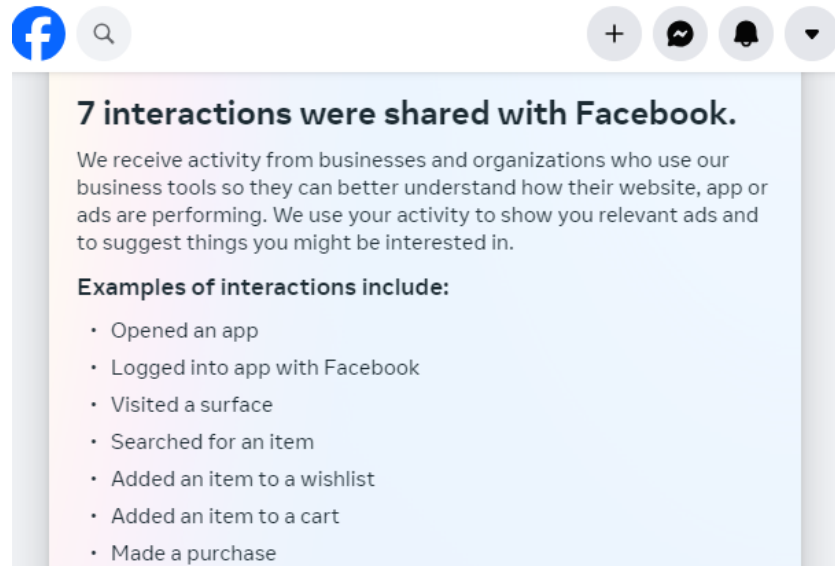 7 interactions were shared with Facebook.
We receive activity from businesses and organizations who use our
business tools so they can better understand how their website, app or
ads are performing. We use your activity to show you relevant ads and
to suggest things you might be interested in.
Examples of interactions include:
• Opened an app
• Logged into app with Facebook
• Visited a surface
• Searched for an item
• Added an item to a wishlist
• Added an item to a cart
• Made a purchase